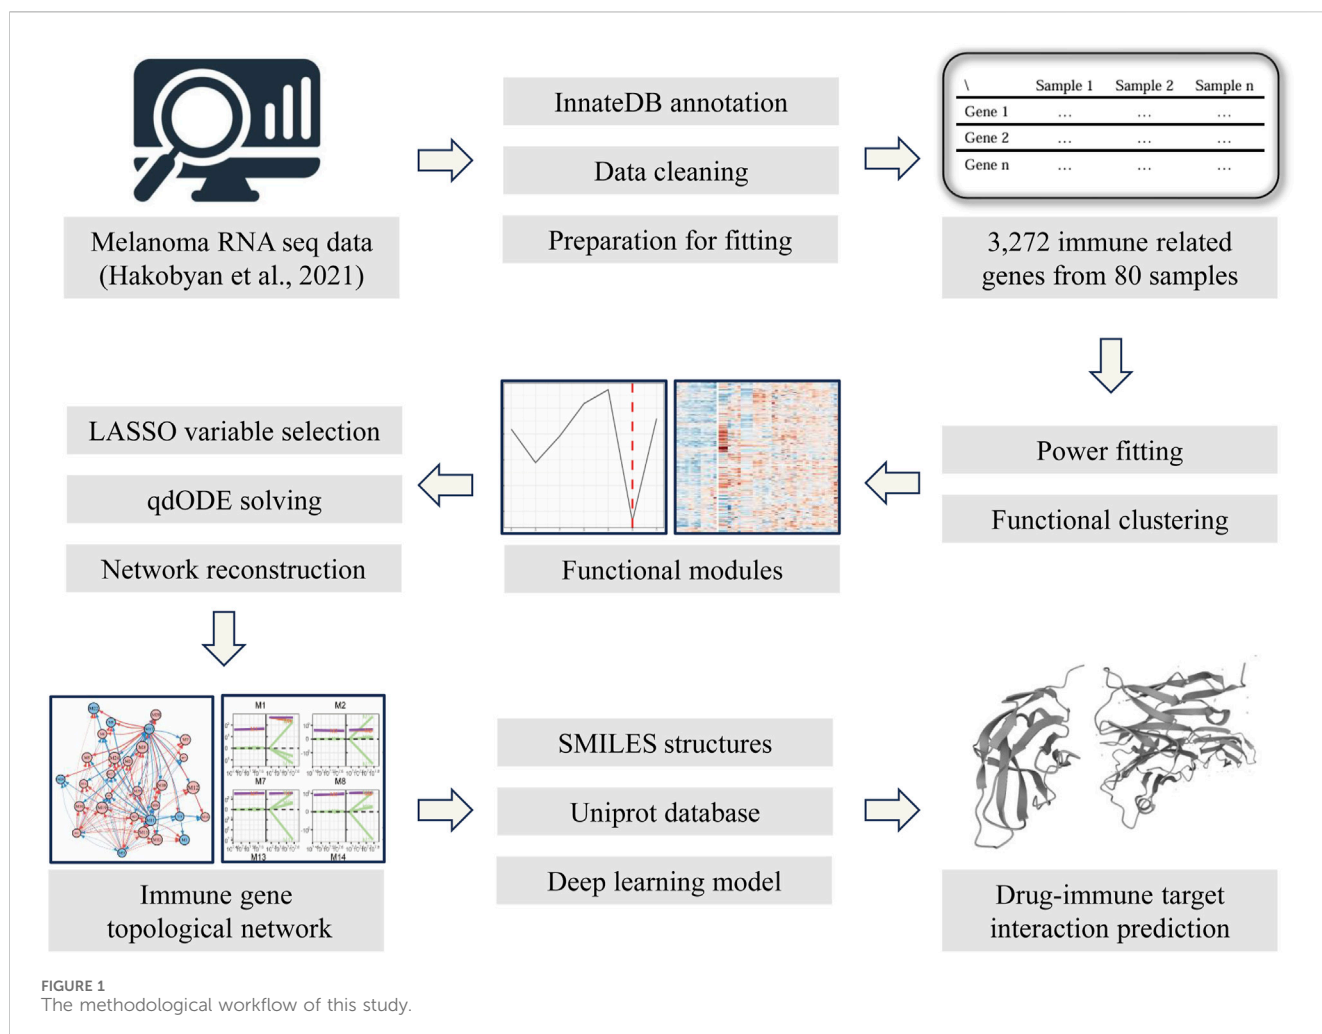 Melanoma RNA seq data
(Hakobyan et al., 2021)
InnateDB annotation
Data cleaning
Preparation for fitting
\ Sample 1 Sample 2 Sample n
Gene 1 ... ... ...
Gene 2 ... ... ...
Gene n ... ... ...
3,272 immune related
genes from 80 samples
Power fitting
Functional clustering
Functional modules
LASSO variable selection
qdODE solving
Network reconstruction
M1 M2
M7 M8
M13 M14
Immune gene
topological network
SMILES structures
Uniprot database
Deep learning model
Drug-immune target
interaction prediction
FIGURE 1
The methodological workflow of this study.